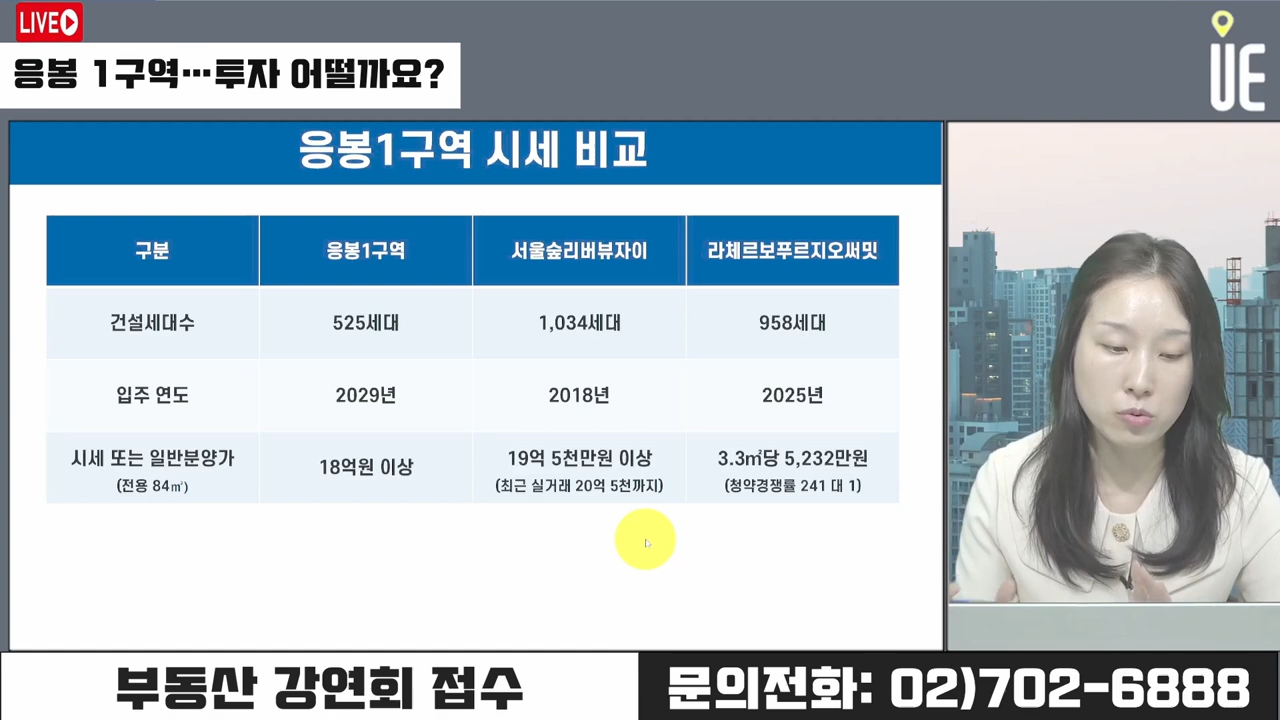 LIVE
응봉 1구역…투자 어떨까요?
UE
응봉1구역 시세 비교
구분 응봉1구역 서울숲리버뷰자이 라체르보푸르지오써밋
건설세대수 525세대 1,034세대 958세대
입주 연도 2029년 2018년 2025년
시세 또는 일반분양가 18억원 이상 19억 5천만원 이상 3.3㎡당 5,232만원
(전용 84㎡) (최근 실거래 20억 5천까지) (청약경쟁률 241 대 1)
부동산 강연회 접수 문의전화: 02)702-6888